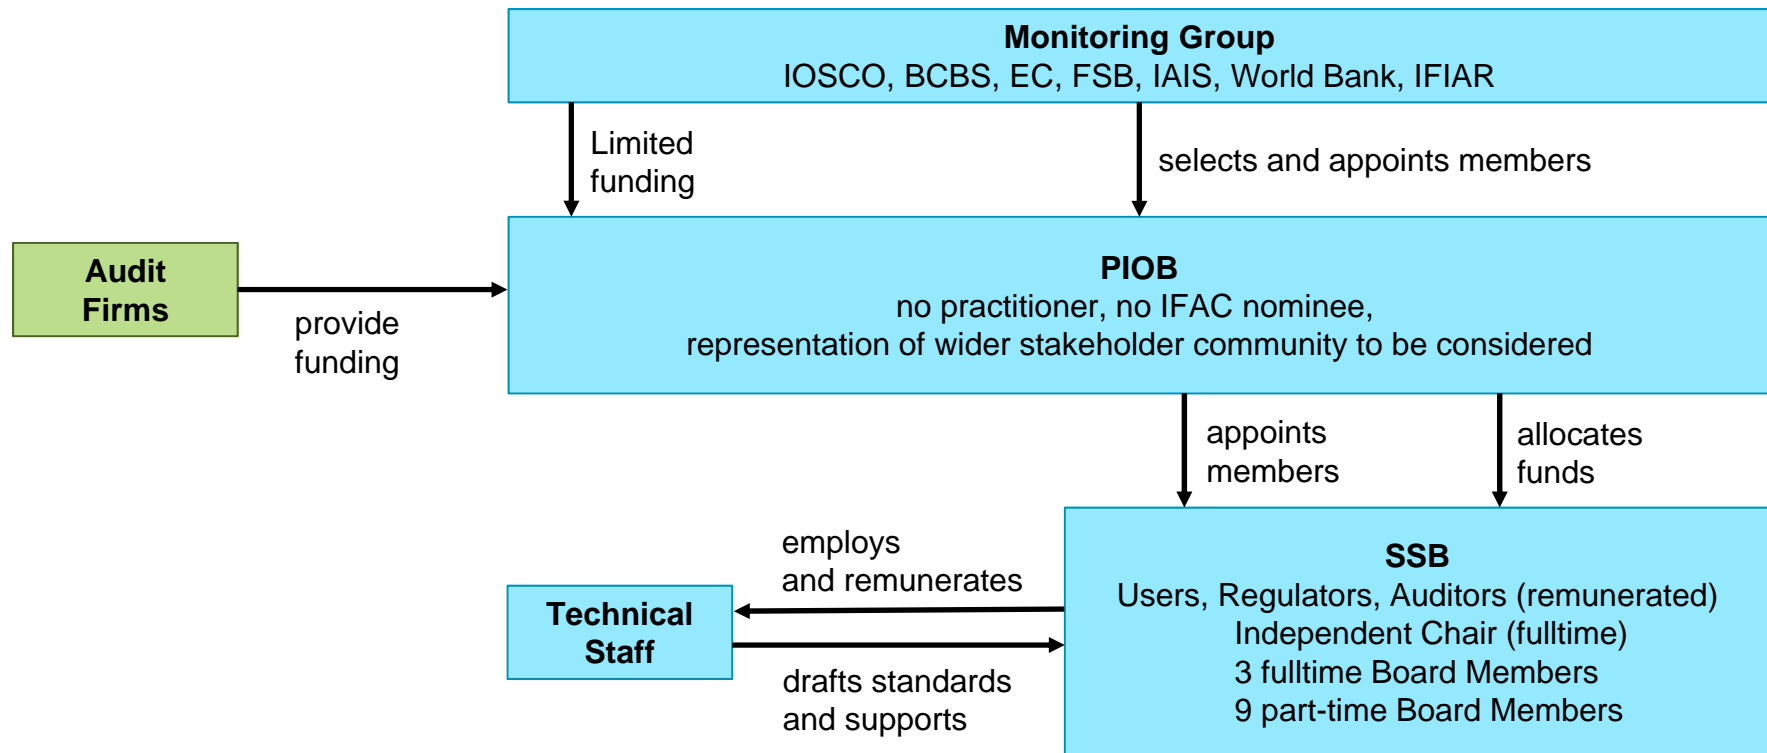 Monitoring Group
IOSCO, BCBS, EC, FSB, IAIS, World Bank, IFIAR
Limited
funding
selects and appoints members
Audit
Firms
provide
funding
PIOB
no practitioner, no IFAC nominee,
representation of wider stakeholder community to be considered
appoints
members
allocates
funds
employs
and remunerates
Technical
Staff
drafts standards
and supports
SSB
Users, Regulators, Auditors (remunerated)
Independent Chair (fulltime)
3 fulltime Board Members
9 part-time Board Members